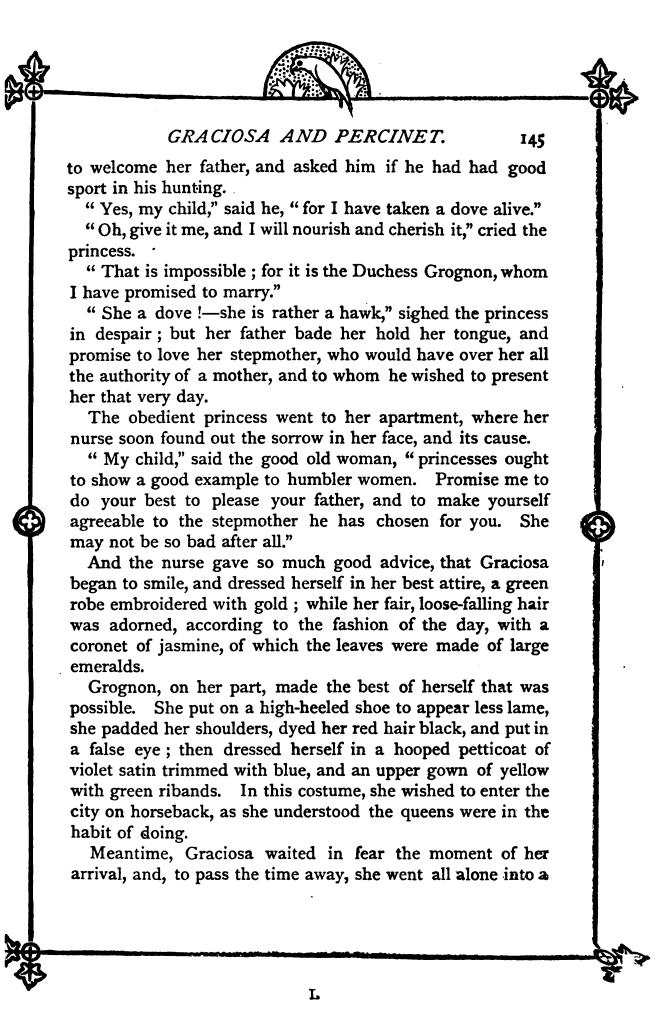 GRACIOSA AND PERCINET. 145
to welcome her father, and asked him if he had had good
sport in his hunting.
“ Yes, my child,” said he, “ for I have taken a dove alive.”
“ Oh, give it me, and I will nourish and cherish it,” cried the
princess.
“ That is impossible ; for it is the Duchess Grognon, whom
I have promised to marry.”
“ She a dove !—she is rather a hawk,” sighed the princess
in despair ; but her father bade her hold her tongue, and
promise to love her stepmother, who would have over her all
the authority of a mother, and to whom he wished to present
her that very day.
The obedient princess went to her apartment, where her
nurse soon found out the sorrow in her face, and its cause.
“ My child,” said the good old woman, “ princesses ought
to show a good example to humbler women. Promise me to
do your best to please your father, and to make yourself
agreeable to the stepmother he has chosen for you. She
may not be so bad after all.”
And the nurse gave so much good advice, that Graciosa
began to smile, and dressed herself in her best attire, a green
robe embroidered with gold ; while her fair, loose-falling hair
was adorned, according to the fashion of the day, with a
coronet of jasmine, of which the leaves were made of large
emeralds.
Grognon, on her part, made the best of herself that was
possible. She put on a high-heeled shoe to appear less lame,
she padded her shoulders, dyed her red hair black, and put in
a false eye ; then dressed herself in a hooped petticoat of
violet satin trimmed with blue, and an upper gown of yellow
with green ribands. In this costume, she wished to enter the
city on horseback, as she understood the queens were in the
habit of doing.
Meantime, Graciosa waited in fear the moment of her
arrival, and, to pass the time away, she went all alone into a
L